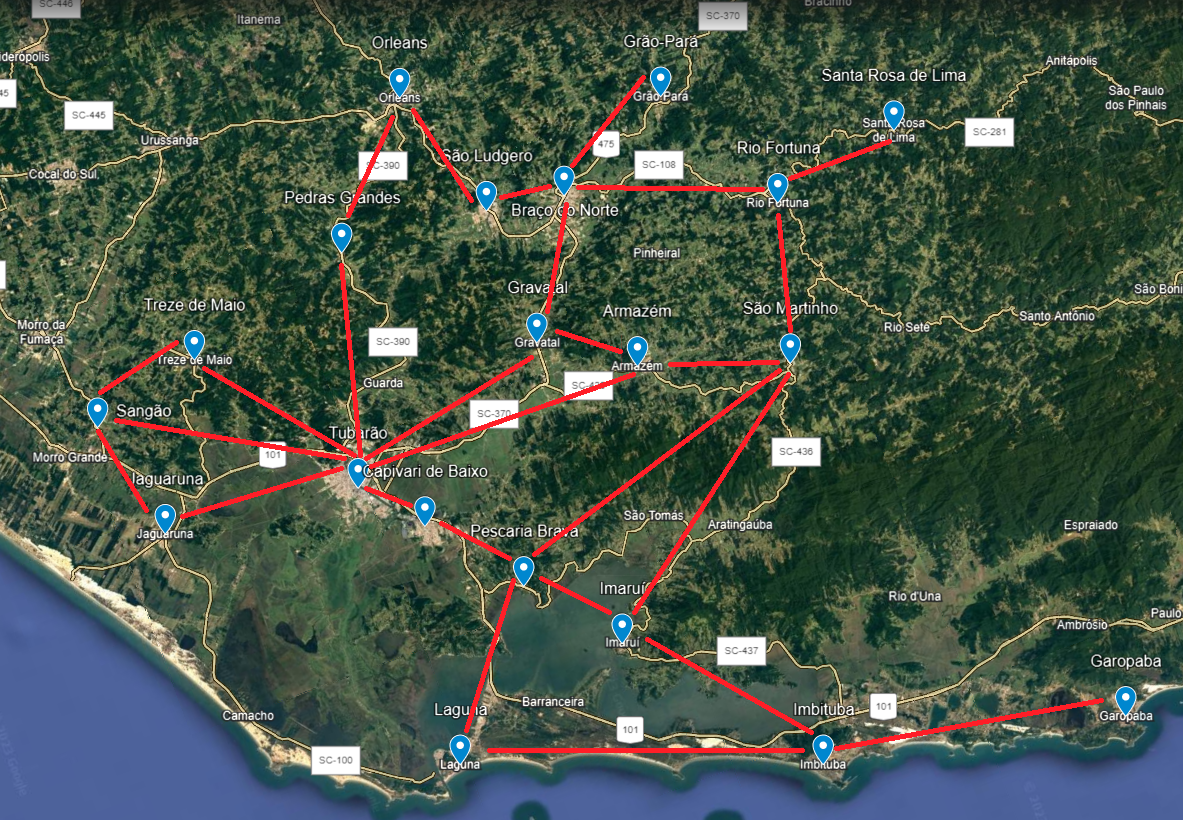 SC-446
Itanema
SC-370
Bracinho
Orleans
Grão-Pará
Anitápolis
Santa Rosa de Lima
Orleans
Grão Pará
São Paulo
dos Pinhais
45
SC-445
Santa Rosa
de Lima
SC-281
Urussanga
475
Rio Fortuna
São Ludgero
SC-390
SC-108
Cocal do Sul
Pedras Grandes
Rio Fortuna
Braço do Norte
Pinheiral
Gravatal
São Boni
Treze de Maio
Armazém
São Martinho
Santo Antônio
Morro da
Fumaça
Rio Sete
SC-390
Gravatal
Treze de Maio
Armazém
Guarda
SC-370
Sangão
Tubarão
SC-436
Morro Grande
101
Capivari de Baixo
Jaguaruna
São Tomás
Aratingaúba
Espraiado
Jaguaruna
Pescaria Brava
Imaruí
Rio d'Una
Paulo
Ambrósio
Imaruí
SC-437
Garopaba
Barranceira
Laguna
Imbituba
101
Camacho
Garopaba
101
SC-100
Laguna
Imbituba